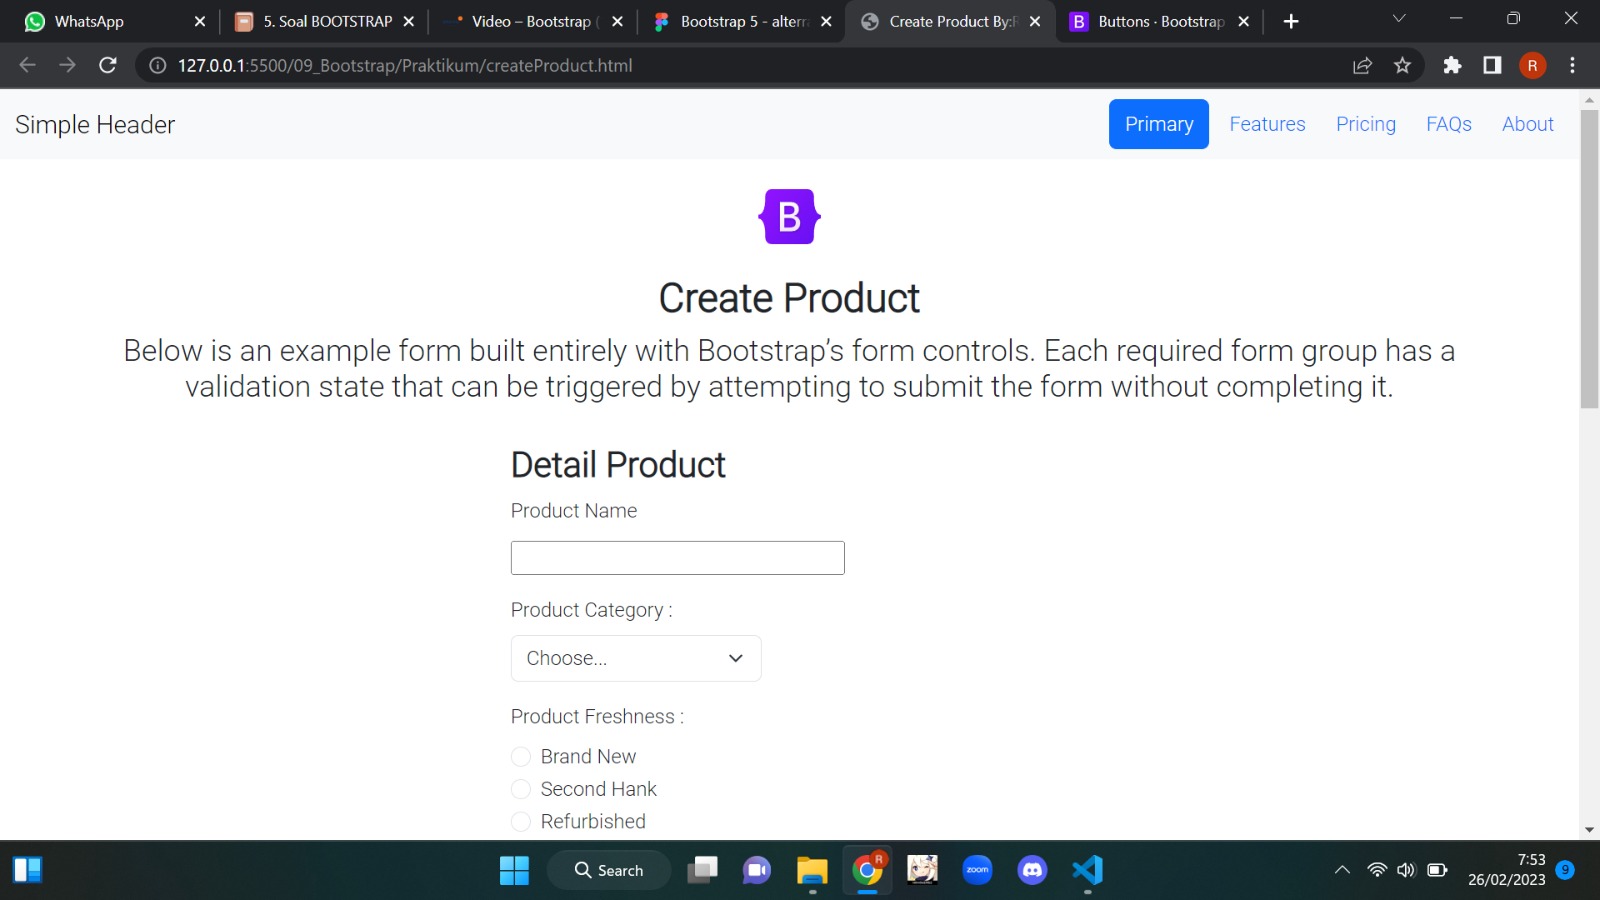 WhatsApp
5. Soal BOOTSTRAP
Video – Bootstrap (
Bootstrap 5 - altern
Create Product By:R
Buttons · Bootstrap
127.0.0.1:5500/09_Bootstrap/Praktikum/createProduct.html
R
Simple Header
Primary
Features
Pricing
FAQs
About
B
Create Product
Below is an example form built entirely with Bootstrap’s form controls. Each required form group has a
validation state that can be triggered by attempting to submit the form without completing it.
Detail Product
Product Name
Product Category :
Choose...
Product Freshness :
Brand New
Second Hank
Refurbished
Search
R
zoom
7:53
26/02/2023
9